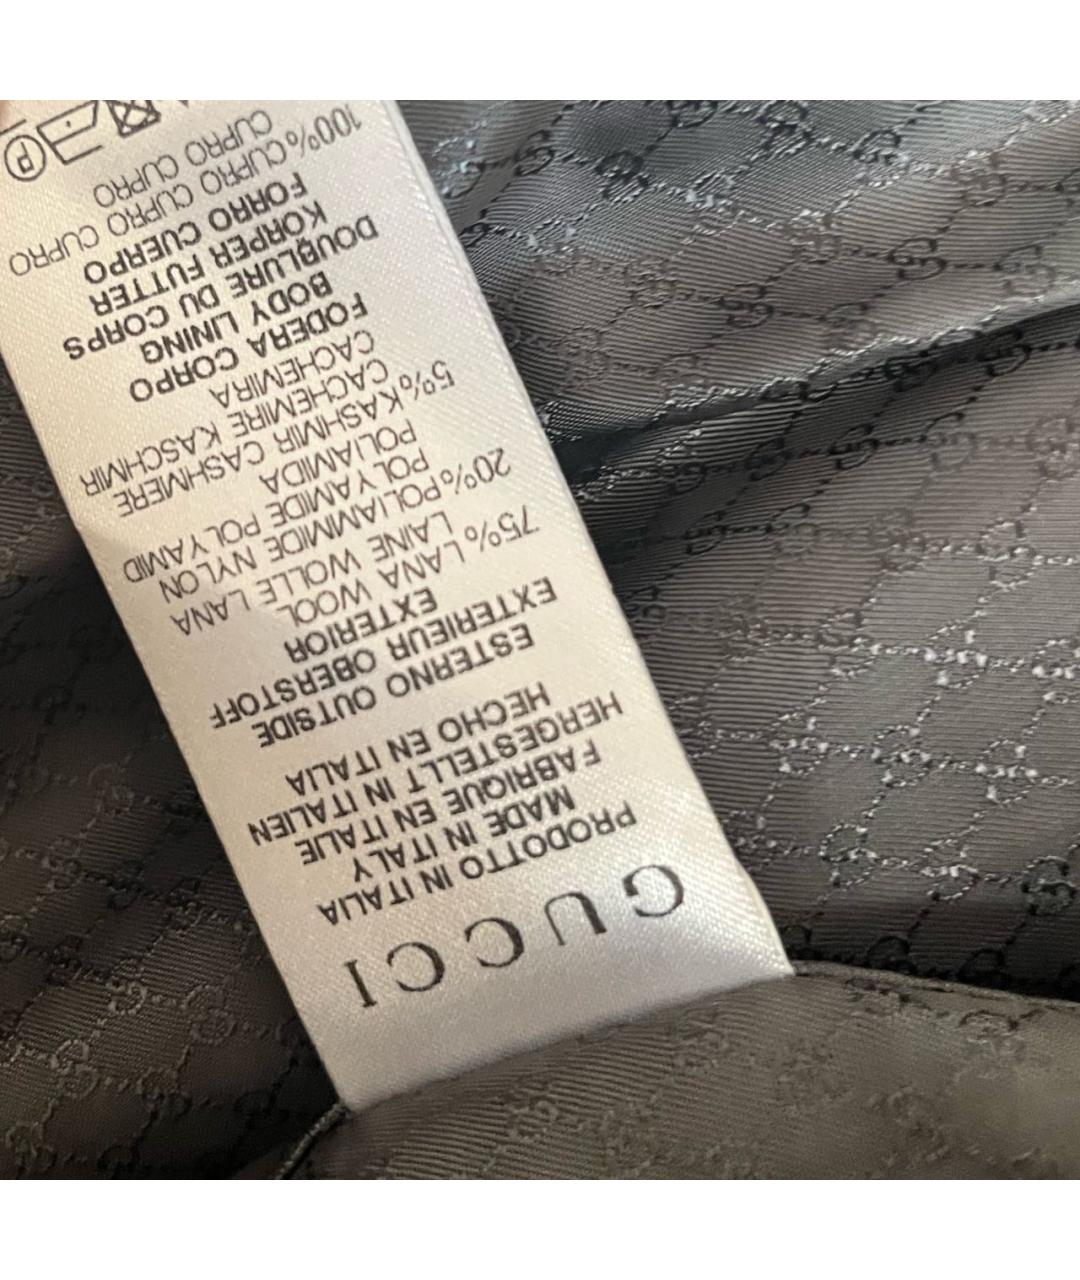 GUCCI
PRODOTTO IN ITALIA
MADE IN ITALY
FABRIQUE EN ITALIE
HERGESTELLT IN ITALIEN
HECHO EN ITALIA
ESTERNO OUTSIDE
EXTERIEUR OBERSTOFF
EXTERIOR
75% LANA WOOL
LAINE WOLLE LANA
20%POLIAMMIDE NYLON
POLYAMIDE POLYAMID
POLIAMIDA
5%KASHMIR CASHMERE
CACHEMIRE KASCHMIR
CACHEMIRA
FODERA CORPO
BODY LINING
DOUBLURE DU CORPS
KÖRPER FUTTER
FORRO CUERPO
100%CUPRO CUPRO CUPRO
CUPRO CUPRO
P